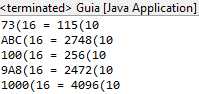 <terminated> Guia [Java Application]
73(16 = 115(10
ABC(16 = 2748(10
100(16 = 256(10
9A8(16 = 2472(10
1000(16 = 4096(10